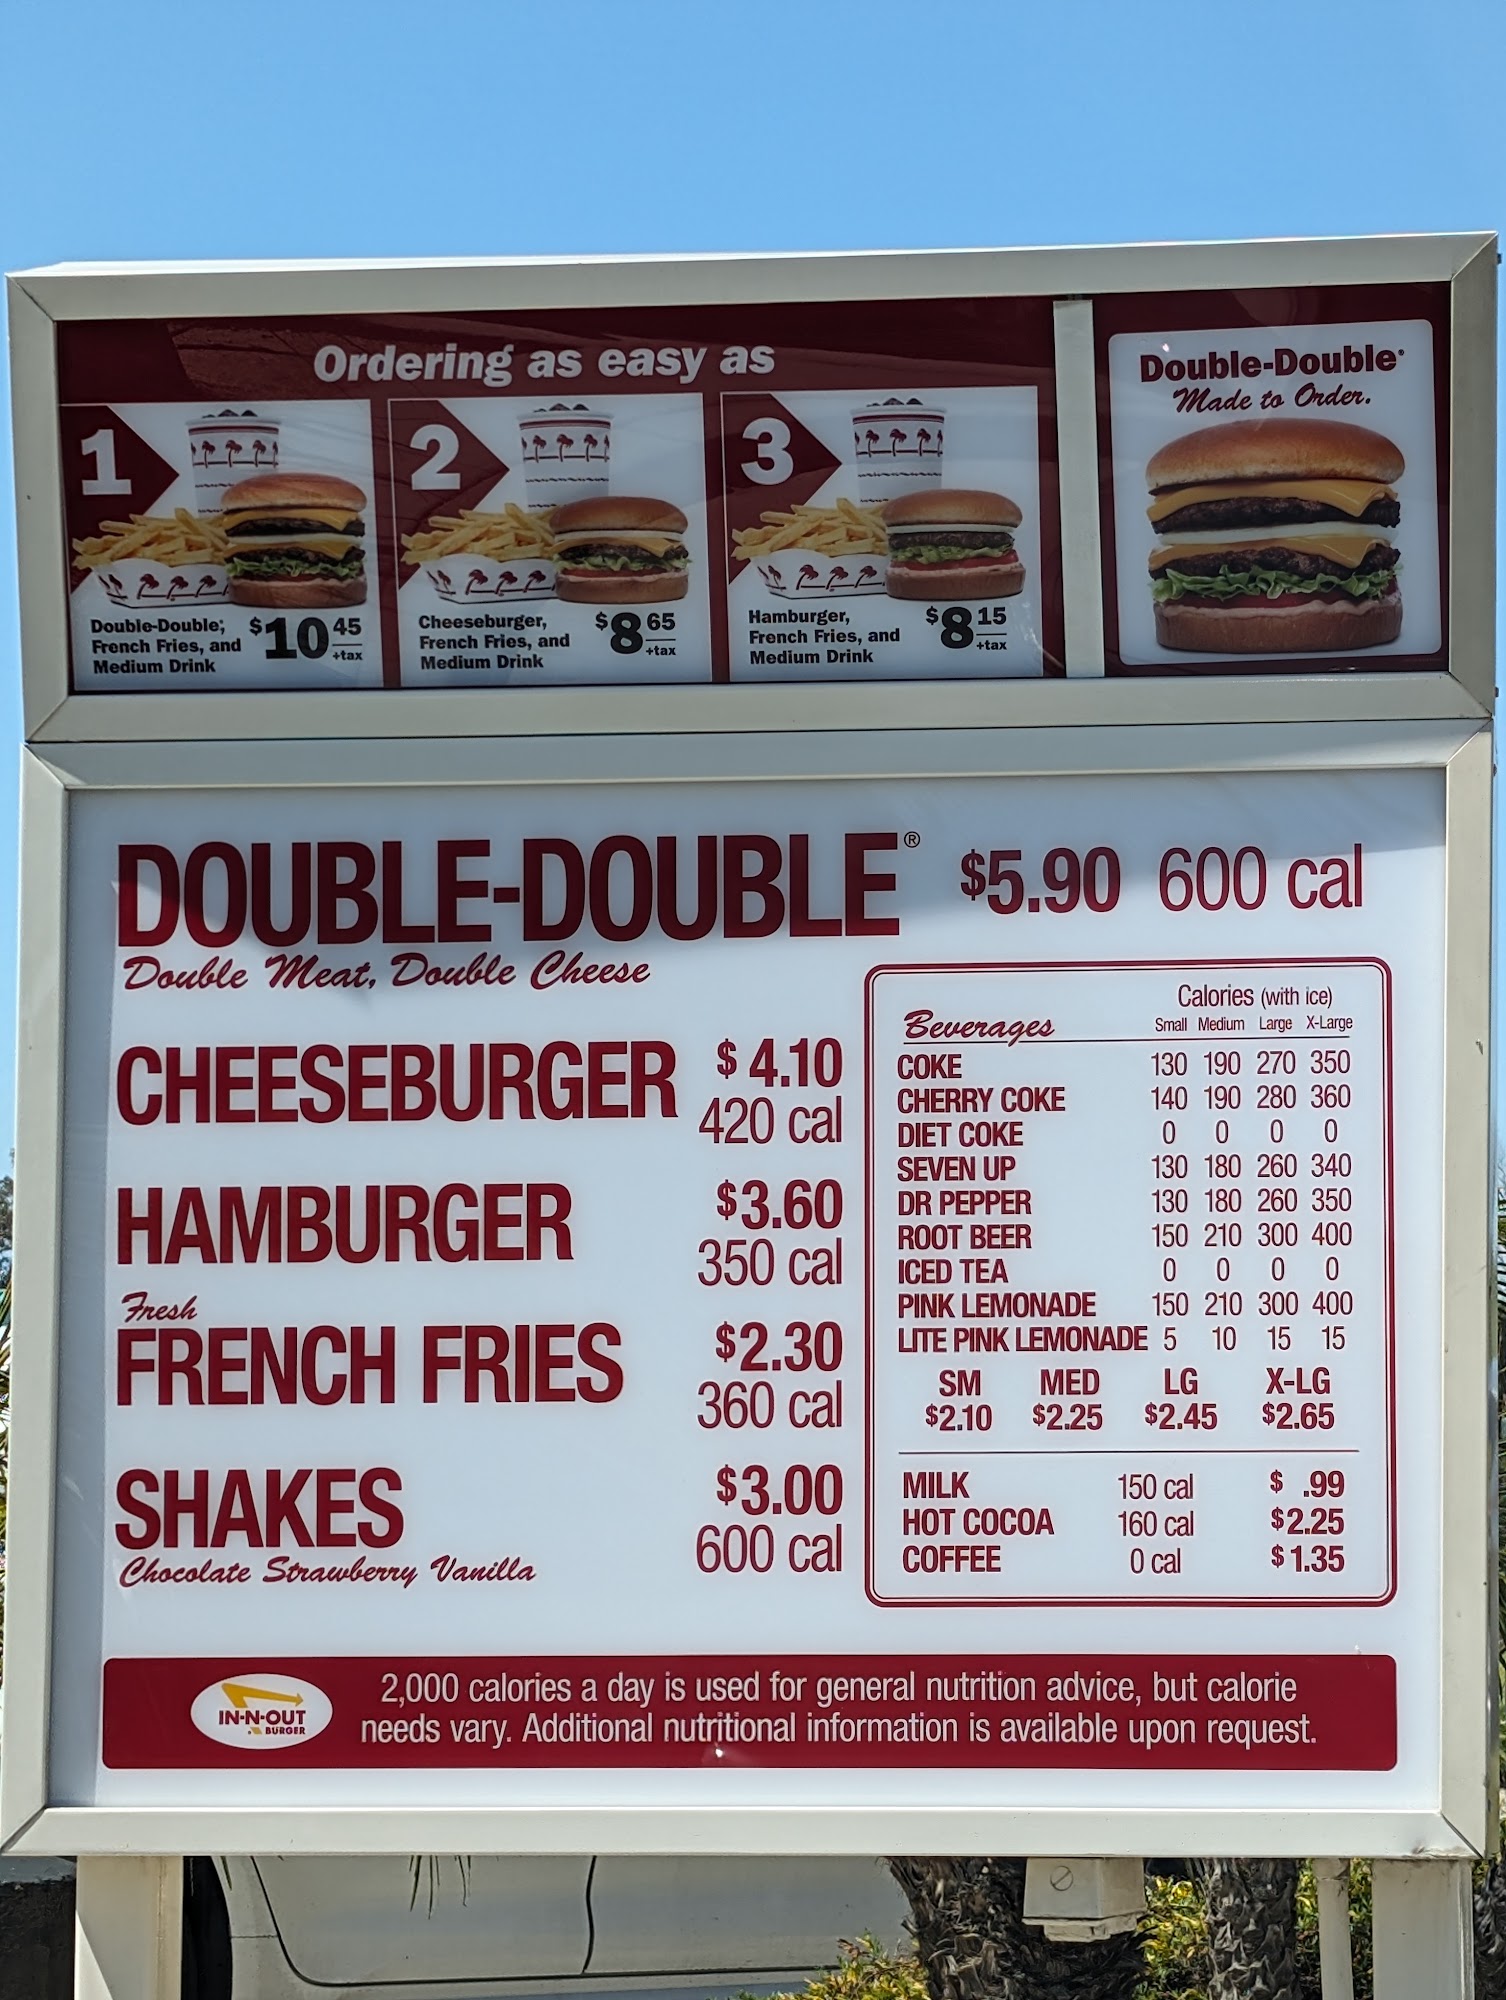 Ordering as easy as
1
Double-Double,
French Fries, and
Medium Drink
$10 45
+tax
2
Cheeseburger,
French Fries, and
Medium Drink
$8 65
+tax
3
Hamburger,
French Fries, and
Medium Drink
$8 15
+tax
Double-Double®
Made to Order.
DOUBLE-DOUBLE® $5.90 600 cal
Double Meat, Double Cheese
CHEESEBURGER $4.10
420 cal
HAMBURGER $3.60
350 cal
Fresh
FRENCH FRIES $2.30
360 cal
SHAKES $3.00
600 cal
Chocolate Strawberry Vanilla
Calories (with ice)
Beverages Small Medium Large X-Large
COKE 130 190 270 350
CHERRY COKE 140 190 280 360
DIET COKE 0 0 0 0
SEVEN UP 130 180 260 340
DR PEPPER 130 180 260 350
ROOT BEER 150 210 300 400
ICED TEA 0 0 0 0
PINK LEMONADE 150 210 300 400
LITE PINK LEMONADE 5 10 15 15
SM MED LG X-LG
$2.10 $2.25 $2.45 $2.65
MILK 150 cal $ .99
HOT COCOA 160 cal $2.25
COFFEE 0 cal $1.35
IN-N-OUT
BURGER
2,000 calories a day is used for general nutrition advice, but calorie
needs vary. Additional nutritional information is available upon request.